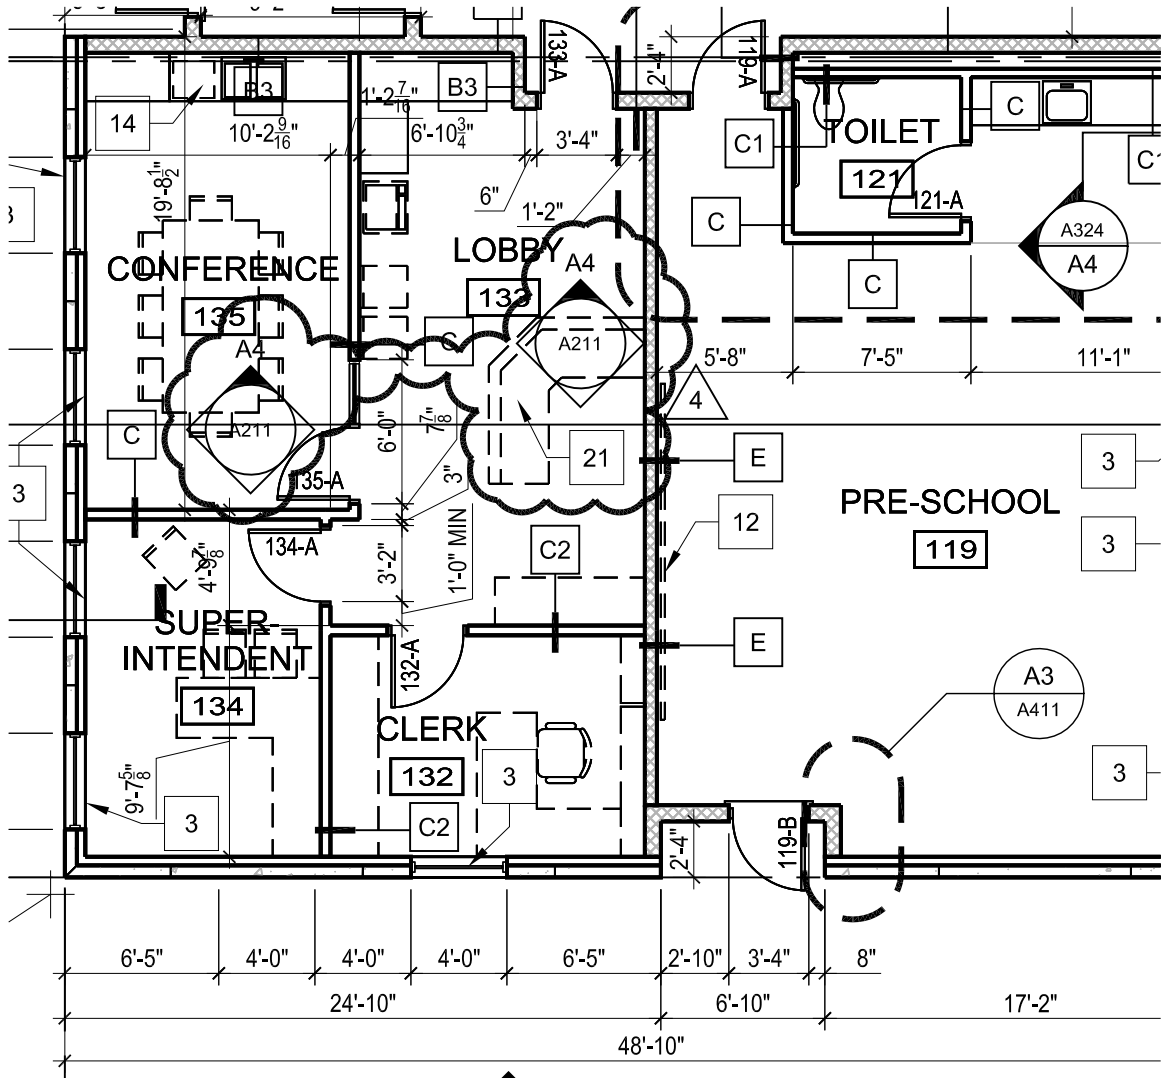 133-A
119-A
2'-4"
B3
B3
1'-2 7/16"
14
10'-2 9/16"
6'-10 3/4"
3'-4"
C
C1
TOILET
121
121-A
19'-8 1/2"
6"
1'-2"
C
A324
A4
C
LOBBY
133
CONFERENCE
135
A4
A211
A4
A211
C
5'-8"
7'-5"
11'-1"
4
C
6'-0"
7 7/8"
3"
21
E
3
3
135-A
PRE-SCHOOL
119
3
12
134-A
4'-9 7/8"
3'-2"
1'-0" MIN
C2
SUPER-
INTENDENT
134
132-A
E
CLERK
132
A3
A411
3
3
9'-7 5/8"
3
C2
2'-4"
119-B
6'-5"
4'-0"
4'-0"
4'-0"
6'-5"
2'-10"
3'-4"
8"
24'-10"
6'-10"
17'-2"
48'-10"